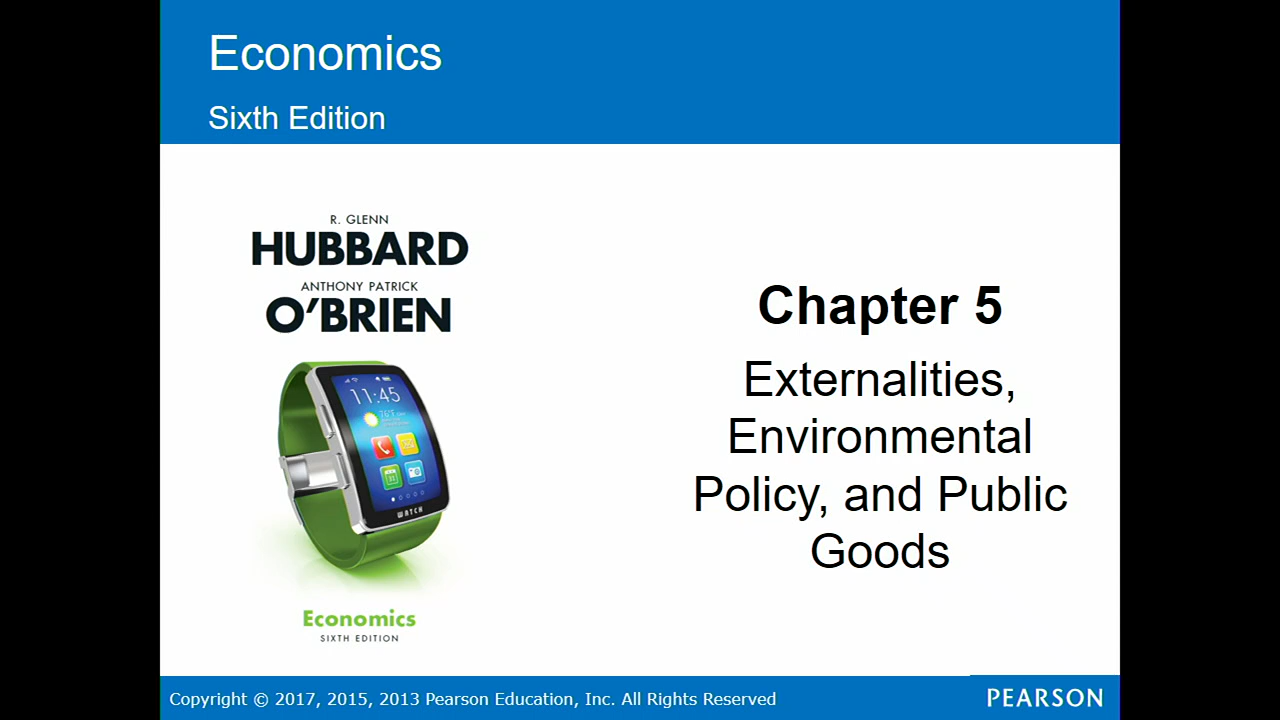 Economics
Sixth Edition
R. GLENN
HUBBARD
ANTHONY PATRICK
O'BRIEN
11:45
WATCH
Economics
SIXTH EDITION
Chapter 5
Externalities,
Environmental
Policy, and Public
Goods
Copyright © 2017, 2015, 2013 Pearson Education, Inc. All Rights Reserved
PEARSON